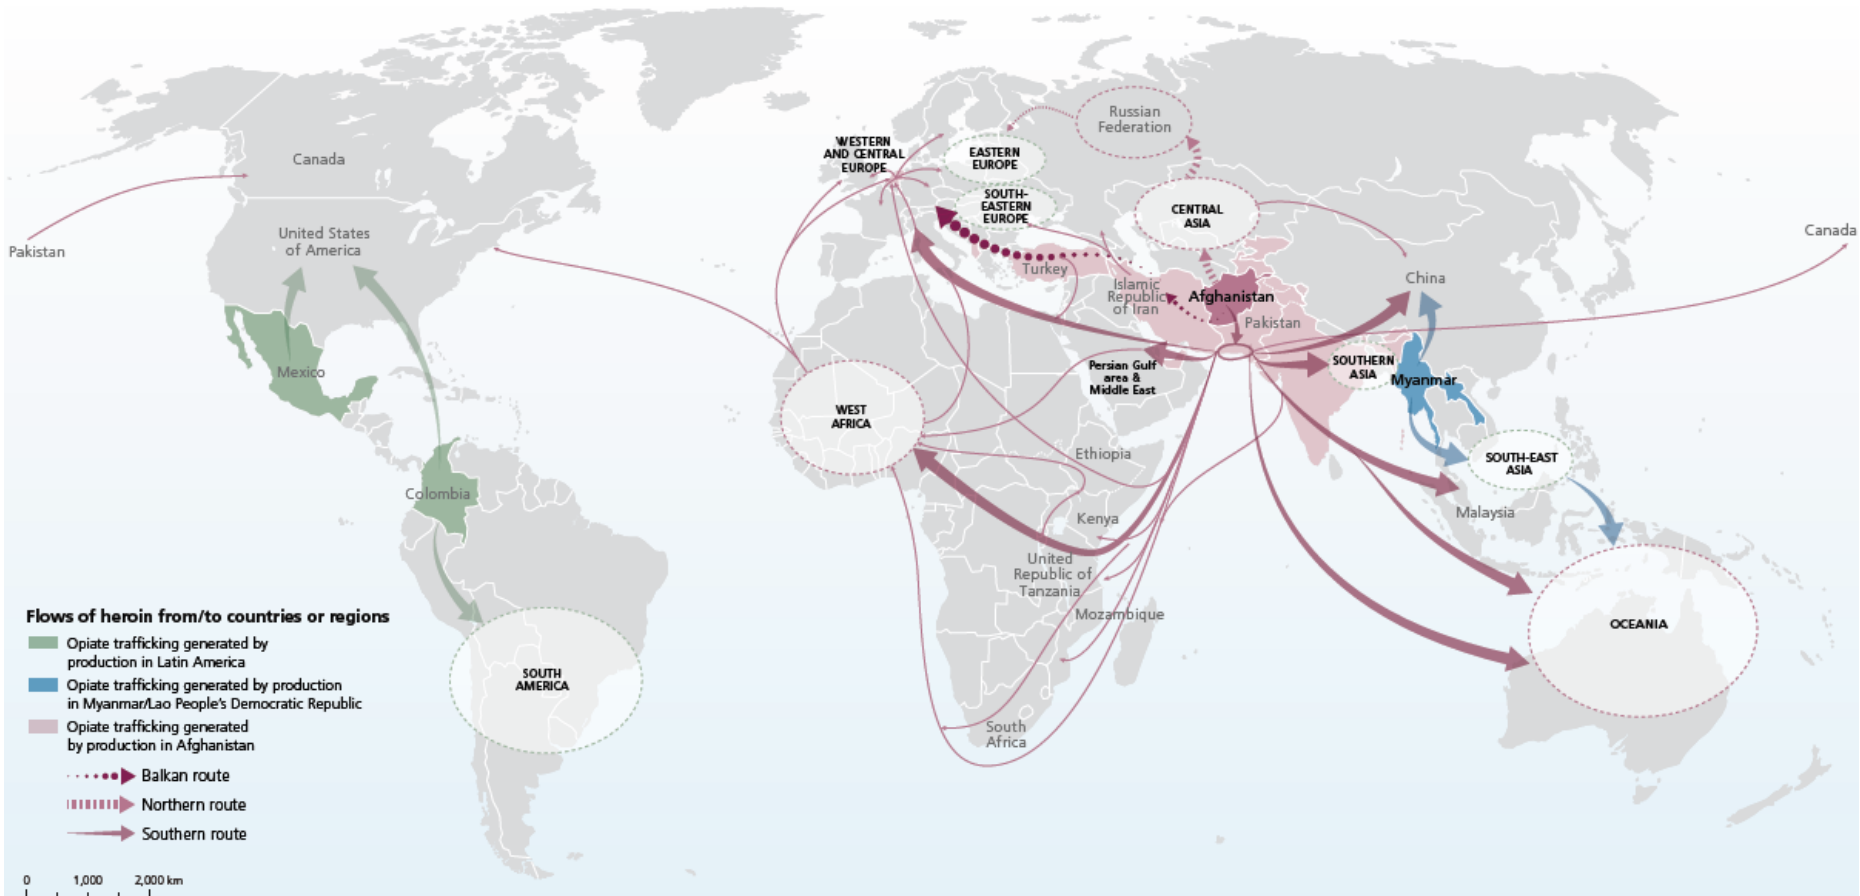 Canada
United States
of America
Pakistan
Mexico
Colombia
SOUTH
AMERICA
WESTERN
AND CENTRAL
EUROPE
EASTERN
EUROPE
SOUTH-
EASTERN
EUROPE
Russian
Federation
CENTRAL
ASIA
Turkey
Islamic
Republic
of Iran
Afghanistan
Pakistan
China
Canada
Persian Gulf
area &
Middle East
SOUTHERN
ASIA
Myanmar
WEST
AFRICA
Ethiopia
Kenya
United
Republic of
Tanzania
Mozambique
South
Africa
SOUTH-EAST
ASIA
Malaysia
OCEANIA
Flows of heroin from/to countries or regions
Opiate trafficking generated by
production in Latin America
Opiate trafficking generated by production
in Myanmar/Lao People's Democratic Republic
Opiate trafficking generated
by production in Afghanistan
Balkan route
Northern route
Southern route
0 1,000 2,000 km